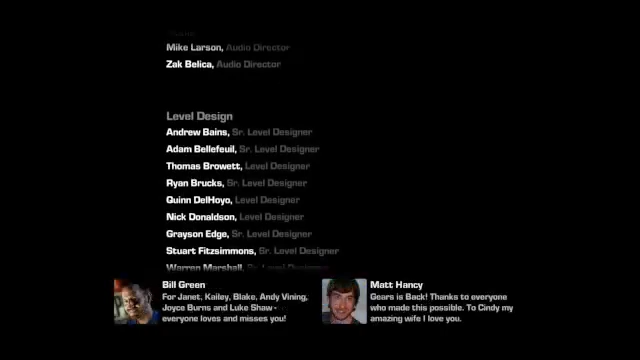 Mike Larson, Audio Director
Zak Belica, Audio Director
Level Design
Andrew Bains, Sr. Level Designer
Adam Bellefeuil, Sr. Level Designer
Thomas Browett, Level Designer
Ryan Brucks, Sr. Level Designer
Quinn DelHoyo, Level Designer
Nick Donaldson, Level Designer
Grayson Edge, Sr. Level Designer
Stuart Fitzsimmons, Sr. Level Designer
Warren Marshall, Sr. Level Designer
Bill Green
For Janet, Kailey, Blake, Andy Vining,
Joyce Burns and Luke Shaw -
everyone loves and misses you!
Matt Hancy
Gears is Back! Thanks to everyone
who made this possible. To Cindy my
amazing wife I love you.